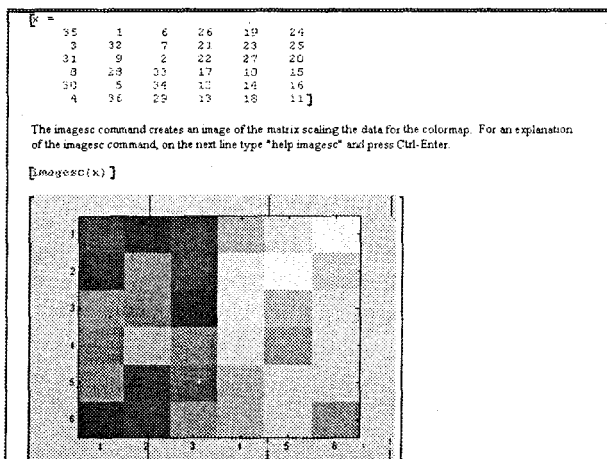 x =
35 1 6 26 19 24
3 32 7 21 23 25
31 9 2 22 27 20
8 28 33 17 10 15
30 5 34 12 14 16
4 36 29 13 18 11]
The imagesc command creates an image of the matrix scaling the data for the colormap. For an explanation
of the imagesc command, on the next line type "help imagesc" and press Ctrl-Enter.
[imagesc(x) ]
1
2
3
4
5
6
1 2 3 4 5 6